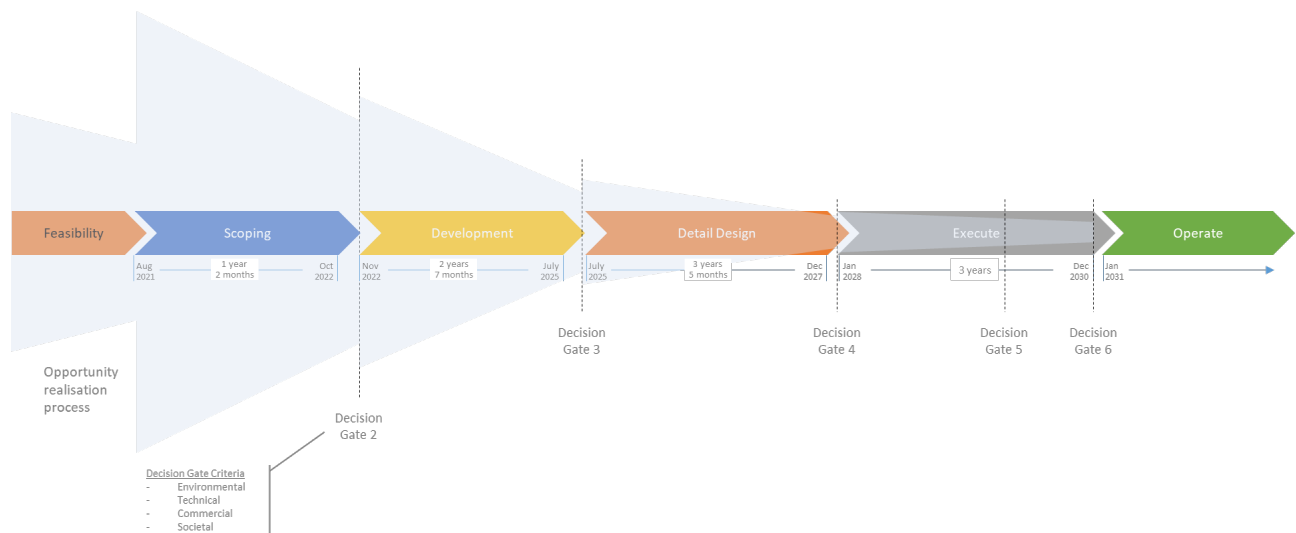 Feasibility
Scoping
Development
Detail Design
Execute
Operate
Aug
2021
1 year
2 months
Oct
2022
Nov
2022
2 years
7 months
July
2025
July
2025
3 years
5 months
Dec
2027
Jan
2028
3 years
Dec
2030
Jan
2031
Decision
Gate 3
Decision
Gate 4
Decision
Gate 5
Decision
Gate 6
Opportunity
realisation
process
Decision
Gate 2
Decision Gate Criteria
- Environmental
- Technical
- Commercial
- Societal